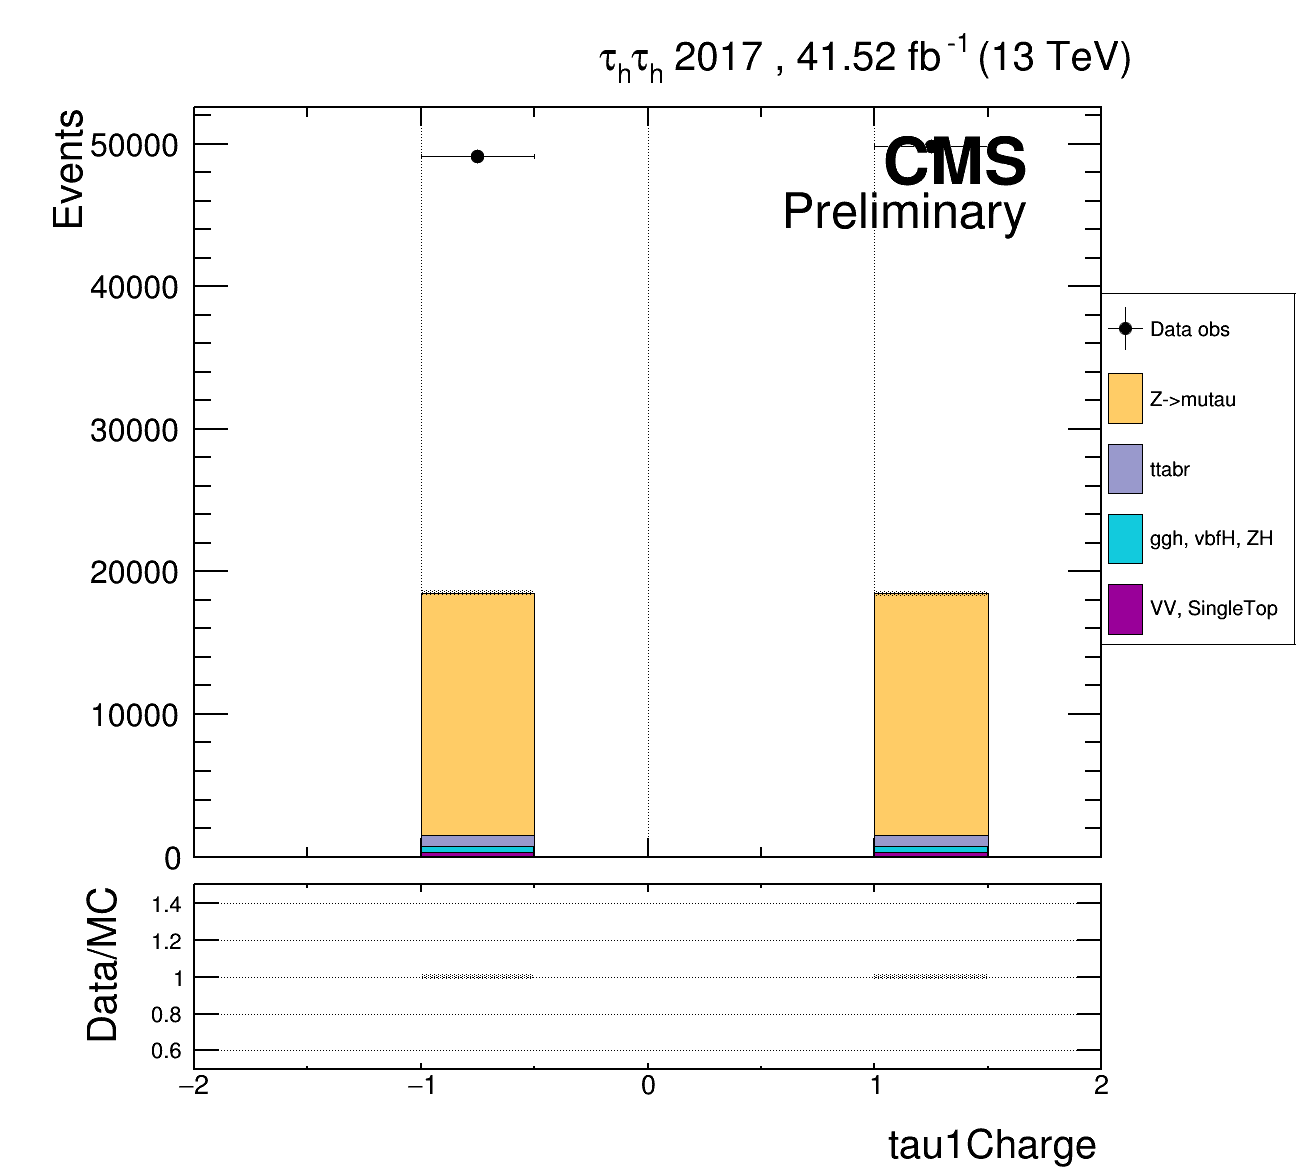 τhτh 2017 , 41.52 fb-1 (13 TeV)
Events
50000
40000
30000
20000
10000
0
CMS
Preliminary
Data obs
Z->mutau
ttabr
ggh, vbfH, ZH
VV, SingleTop
Data/MC
1.4
1.2
1
0.8
0.6
−2 −1 0 1 2
tau1Charge